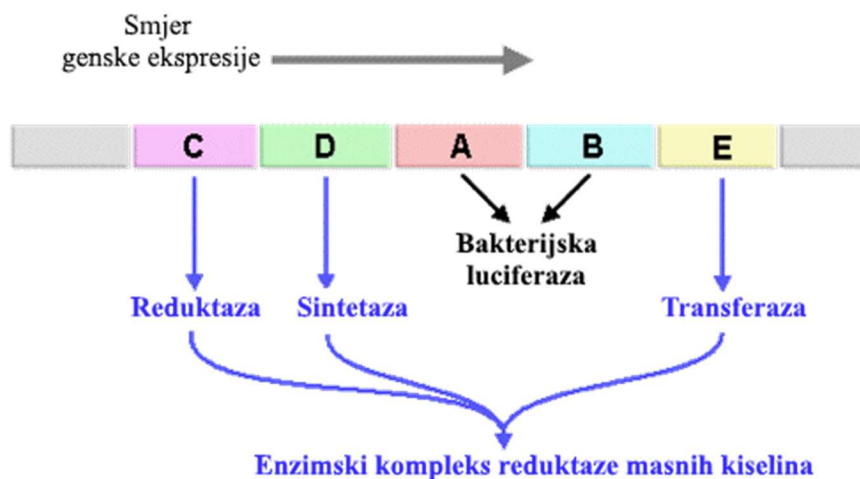 Smjer
genske ekspresije
C D A B E
Bakterijska
luciferaza
Reduktaza Sintetaza Transferaza
Enzimski kompleks reduktaze masnih kiselina